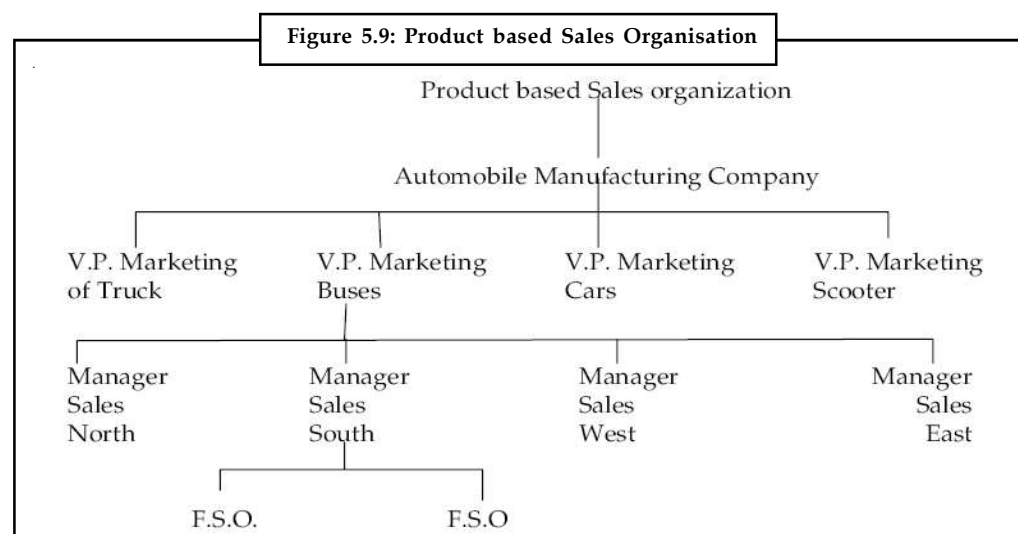 Figure 5.9: Product based Sales Organisation
Product based Sales organization
Automobile Manufacturing Company
V.P. Marketing
of Truck
V.P. Marketing
Buses
V.P. Marketing
Cars
V.P. Marketing
Scooter
Manager
Sales
North
Manager
Sales
South
Manager
Sales
West
Manager
Sales
East
F.S.O.
F.S.O